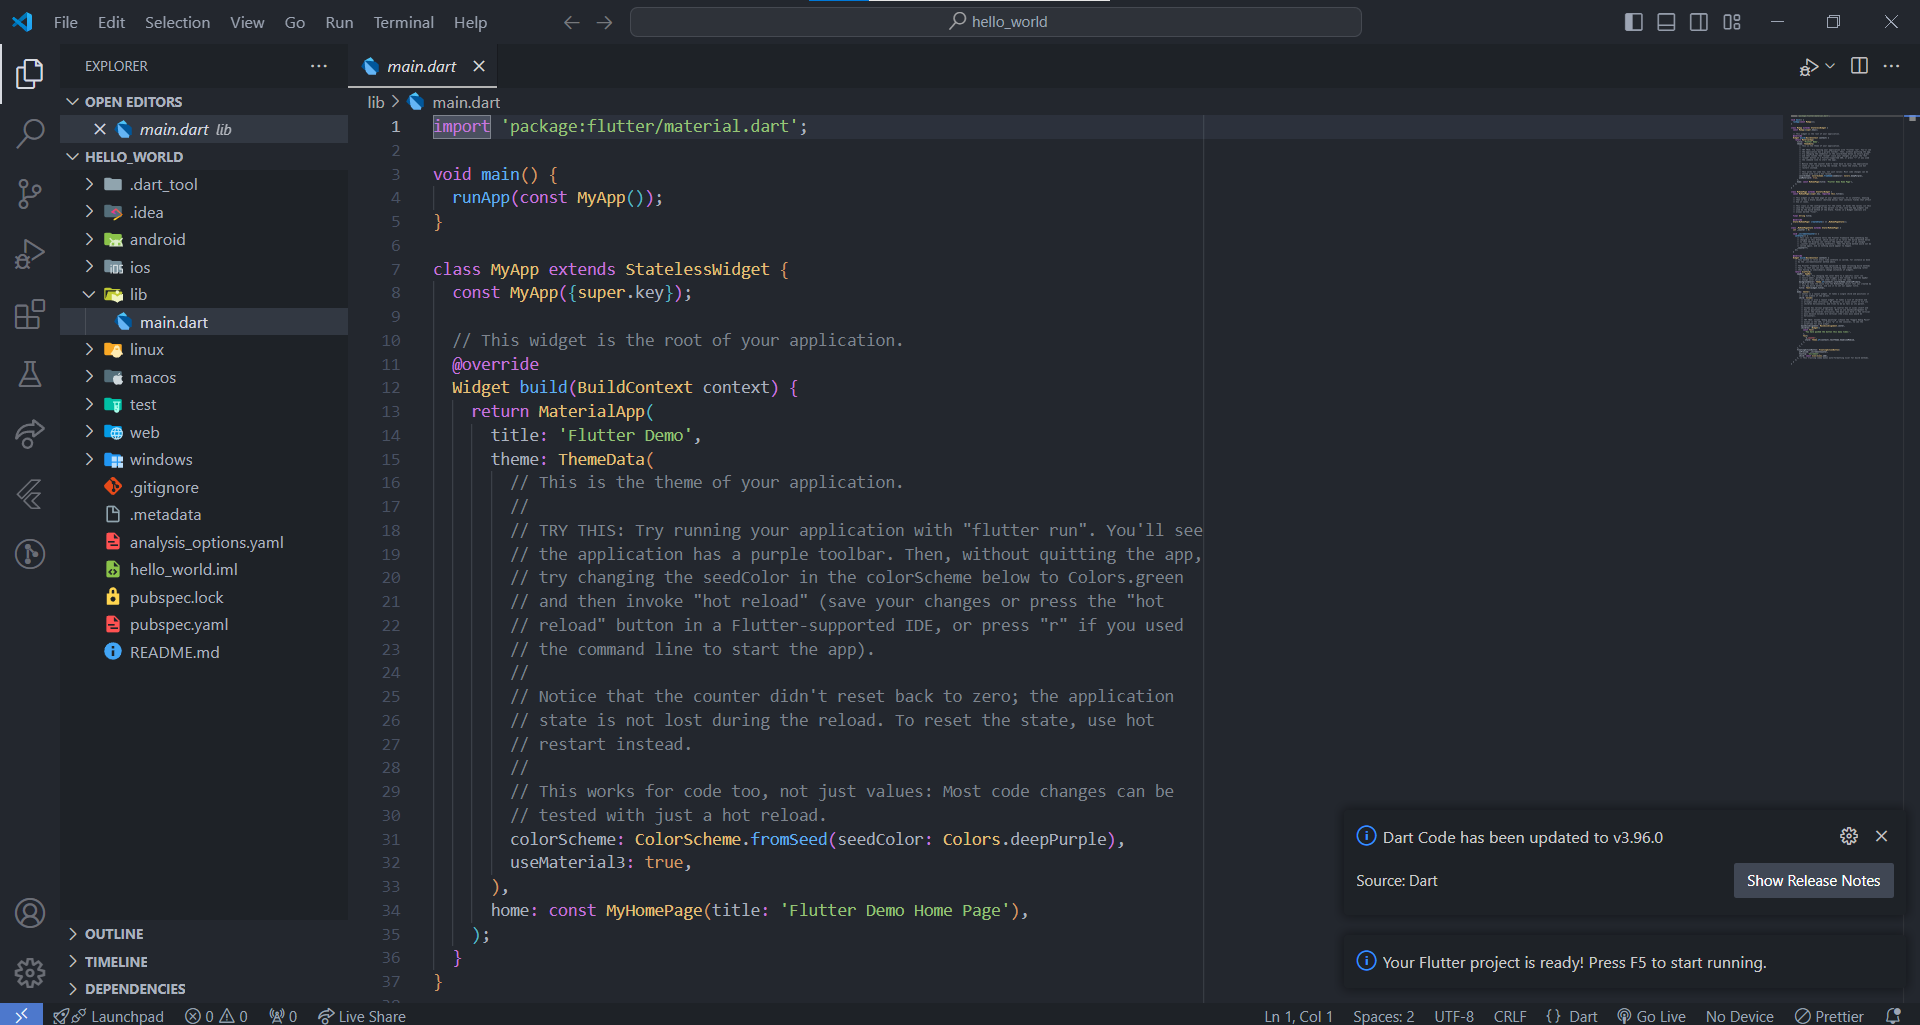 File Edit Selection View Go Run Terminal Help
hello_world
EXPLORER
main.dart
OPEN EDITORS
main.dart lib
HELLO_WORLD
.dart_tool
.idea
android
ios
lib
main.dart
linux
macos
test
web
windows
.gitignore
.metadata
analysis_options.yaml
hello_world.iml
pubspec.lock
pubspec.yaml
README.md
OUTLINE
TIMELINE
DEPENDENCIES
lib > main.dart
1 import 'package:flutter/material.dart';
2
3 void main() {
4 runApp(const MyApp());
5 }
6
7 class MyApp extends StatelessWidget {
8 const MyApp({super.key});
9
10 // This widget is the root of your application.
11 @override
12 Widget build(BuildContext context) {
13 return MaterialApp(
14 title: 'Flutter Demo',
15 theme: ThemeData(
16 // This is the theme of your application.
17 //
18 // TRY THIS: Try running your application with "flutter run". You'll see
19 // the application has a purple toolbar. Then, without quitting the app,
20 // try changing the seedColor in the colorScheme below to Colors.green
21 // and then invoke "hot reload" (save your changes or press the "hot
22 // reload" button in a Flutter-supported IDE, or press "r" if you used
23 // the command line to start the app).
24 //
25 // Notice that the counter didn't reset back to zero; the application
26 // state is not lost during the reload. To reset the state, use hot
27 // restart instead.
28 //
29 // This works for code too, not just values: Most code changes can be
30 // tested with just a hot reload.
31 colorScheme: ColorScheme.fromSeed(seedColor: Colors.deepPurple),
32 useMaterial3: true,
33 ),
34 home: const MyHomePage(title: 'Flutter Demo Home Page'),
35 );
36 }
37 }
Dart Code has been updated to v3.96.0
Source: Dart
Show Release Notes
Your Flutter project is ready! Press F5 to start running.
Launchpad 0 0 0 Live Share
Ln 1, Col 1 Spaces: 2 UTF-8 CRLF {} Dart Go Live No Device Prettier